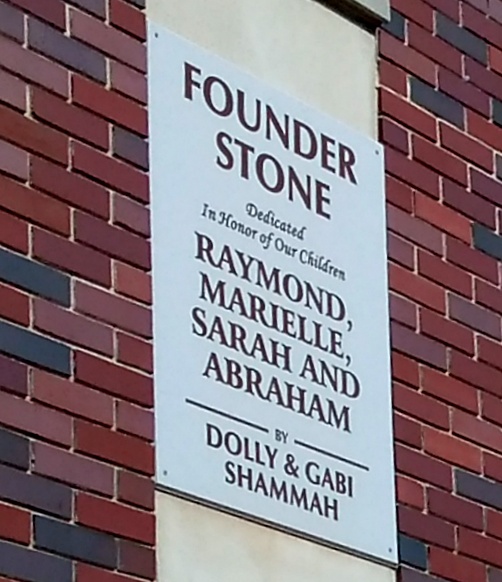 FOUNDER
STONE
Dedicated
In Honor of Our Children
RAYMOND,
MARIELLE,
SARAH AND
ABRAHAM
BY
DOLLY & GABI
SHAMMAH